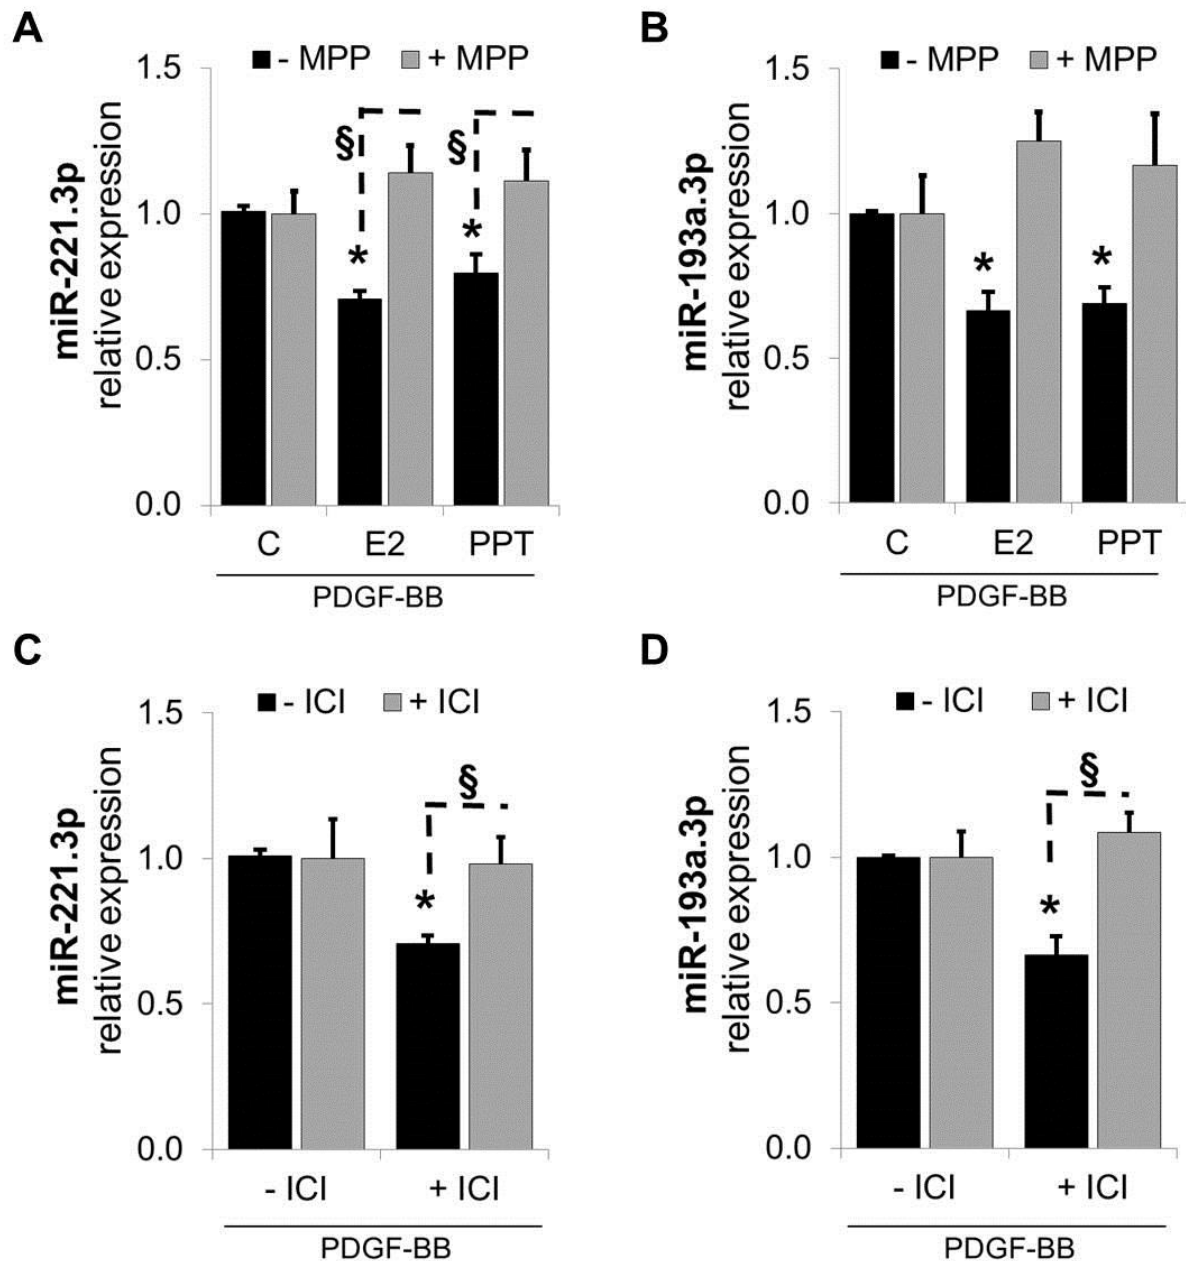 A
- MPP + MPP
miR-221.3p
relative expression
1.5
1.0
0.5
0.0
§
§
*
*
C E2 PPT
PDGF-BB
B
- MPP + MPP
miR-193a.3p
relative expression
1.5
1.0
0.5
0.0
*
*
C E2 PPT
PDGF-BB
C
- ICI + ICI
miR-221.3p
relative expression
1.5
1.0
0.5
0.0
§
*
- ICI + ICI
PDGF-BB
D
- ICI + ICI
miR-193a.3p
relative expression
1.5
1.0
0.5
0.0
§
*
- ICI + ICI
PDGF-BB